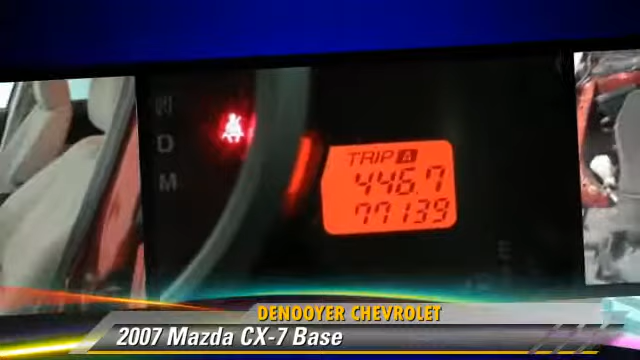 N
D
M
TRIP A
446.7
77139
DENOOYER CHEVROLET
2007 Mazda CX-7 Base